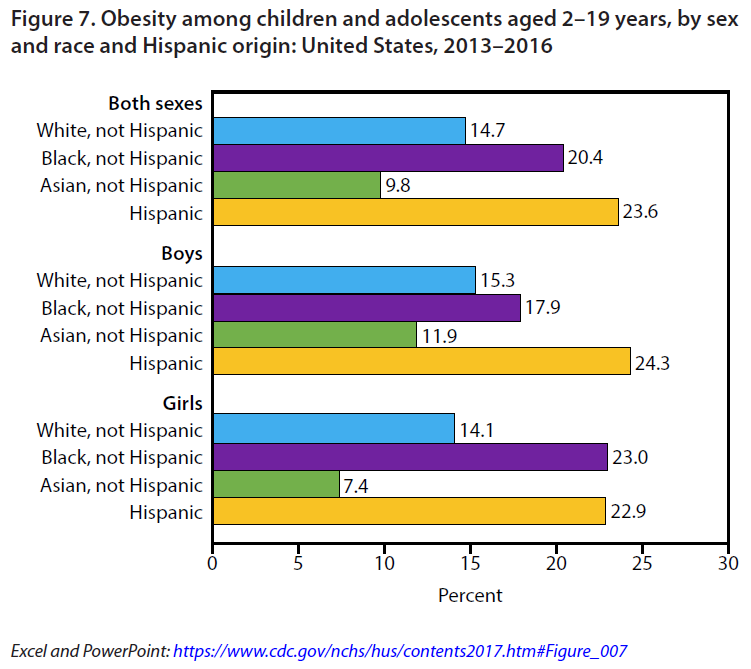 Figure 7. Obesity among children and adolescents aged 2–19 years, by sex
and race and Hispanic origin: United States, 2013–2016
Both sexes
White, not Hispanic 14.7
Black, not Hispanic 20.4
Asian, not Hispanic 9.8
Hispanic 23.6
Boys
White, not Hispanic 15.3
Black, not Hispanic 17.9
Asian, not Hispanic 11.9
Hispanic 24.3
Girls
White, not Hispanic 14.1
Black, not Hispanic 23.0
Asian, not Hispanic 7.4
Hispanic 22.9
0 5 10 15 20 25 30
Percent
Excel and PowerPoint: https://www.cdc.gov/nchs/hus/contents2017.htm#Figure_007